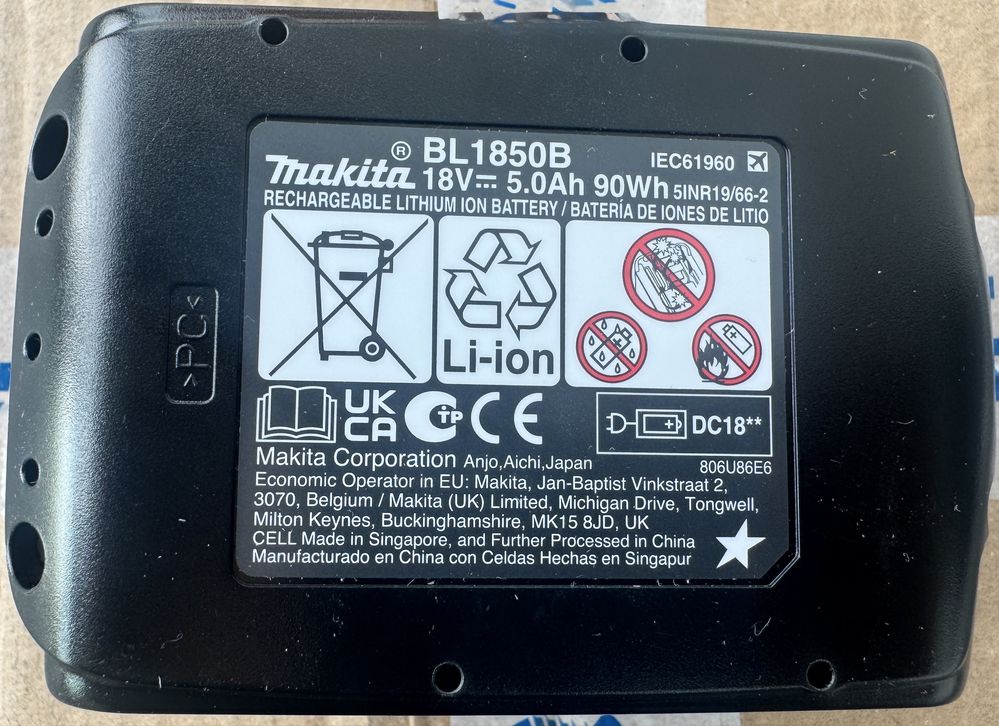 ® BL1850B IEC61960
makita 18V⎓ 5.0Ah 90Wh 5INR19/66-2
RECHARGEABLE LITHIUM ION BATTERY / BATERÍA DE IONES DE LITIO
Li-ion
>PC<
UK
CA TP CE DC18**
Makita Corporation Anjo,Aichi,Japan 806U86E6
Economic Operator in EU: Makita, Jan-Baptist Vinkstraat 2,
3070, Belgium / Makita (UK) Limited, Michigan Drive, Tongwell,
Milton Keynes, Buckinghamshire, MK15 8JD, UK
CELL Made in Singapore, and Further Processed in China
Manufacturado en China con Celdas Hechas en Singapur